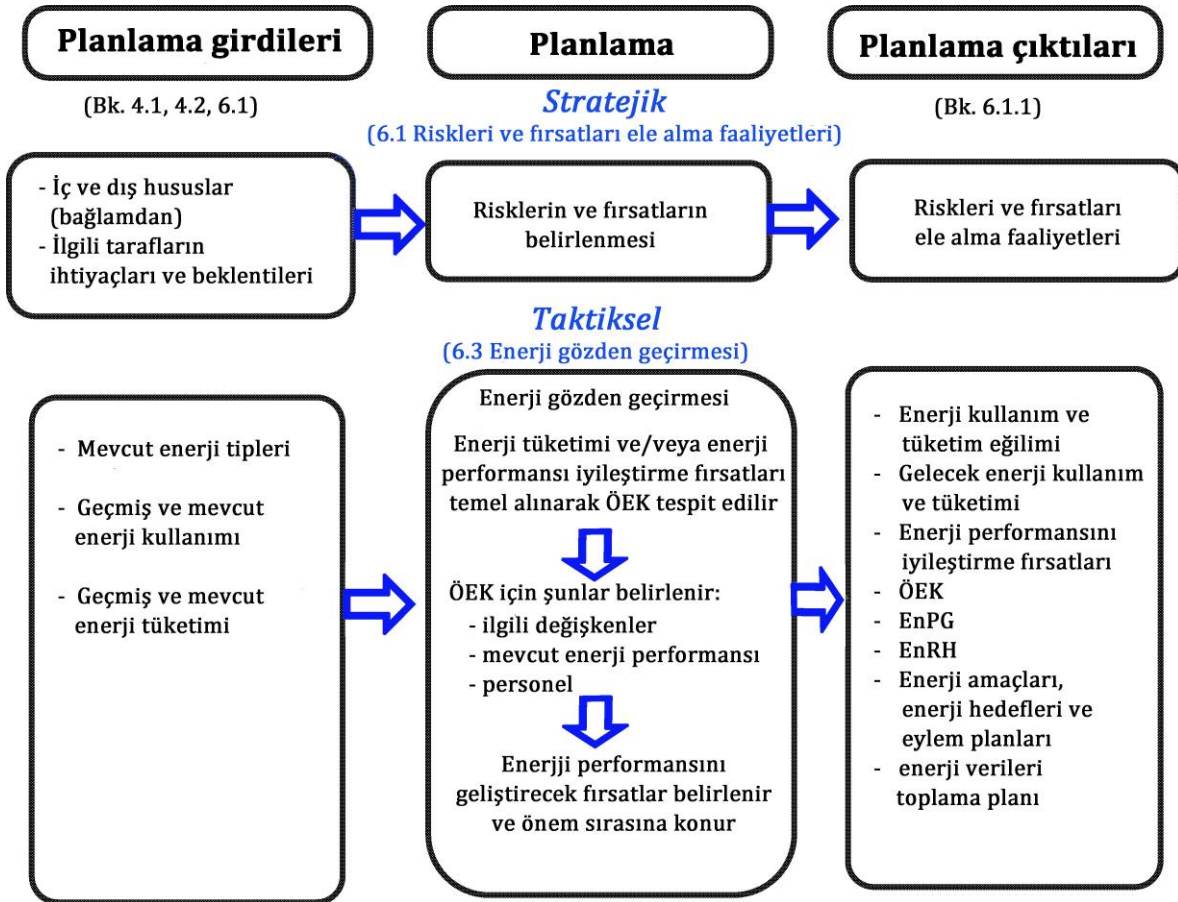 Planlama girdileri
Planlama
Planlama çıktıları
(Bk. 4.1, 4.2, 6.1)
Stratejik
(Bk. 6.1.1)
(6.1 Riskleri ve fırsatları ele alma faaliyetleri)
- İç ve dış hususlar
(bağlamdan)
- İlgili tarafların
ihtiyaçları ve beklentileri
Risklerin ve fırsatların
belirlenmesi
Riskleri ve fırsatları
ele alma faaliyetleri
Taktiksel
(6.3 Enerji gözden geçirmesi)
- Mevcut enerji tipleri
- Geçmiş ve mevcut
enerji kullanımı
- Geçmiş ve mevcut
enerji tüketimi
Enerji gözden geçirmesi
Enerji tüketimi ve/veya enerji
performansı iyileştirme fırsatları
temel alınarak ÖEK tespit edilir
ÖEK için şunlar belirlenir:
- ilgili değişkenler
- mevcut enerji performansı
- personel
Enerjji performansını
geliştirecek fırsatlar belirlenir
ve önem sırasına konur
- Enerji kullanım ve
tüketim eğilimi
- Gelecek enerji kullanım
ve tüketimi
- Enerji performansını
iyileştirme fırsatları
- ÖEK
- EnPG
- EnRH
- Enerji amaçları,
enerji hedefleri ve
eylem planları
- enerji verileri
toplama planı